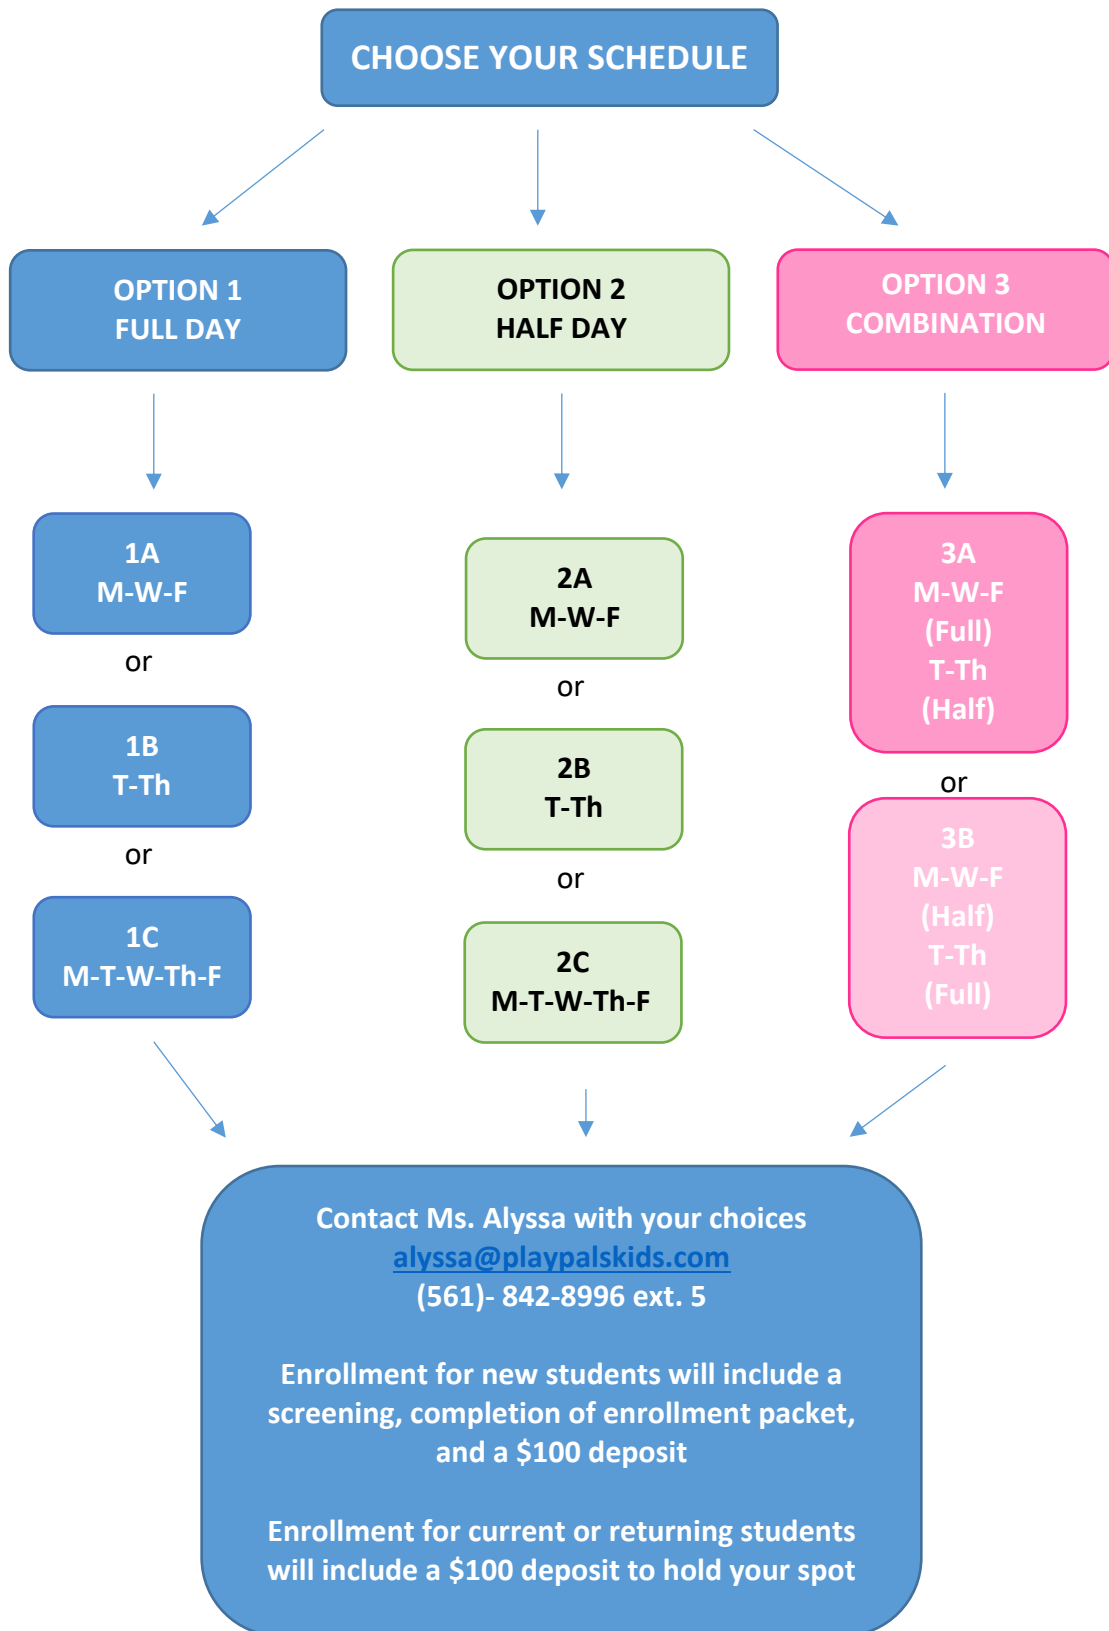 CHOOSE YOUR SCHEDULE
OPTION 1
FULL DAY
OPTION 2
HALF DAY
OPTION 3
COMBINATION
1A
M-W-F
or
1B
T-Th
or
1C
M-T-W-Th-F
2A
M-W-F
or
2B
T-Th
or
2C
M-T-W-Th-F
3A
M-W-F
(Full)
T-Th
(Half)
or
3B
M-W-F
(Half)
T-Th
(Full)
Contact Ms. Alyssa with your choices
alyssa@playpalskids.com
(561)- 842-8996 ext. 5
Enrollment for new students will include a
screening, completion of enrollment packet,
and a $100 deposit
Enrollment for current or returning students
will include a $100 deposit to hold your spot